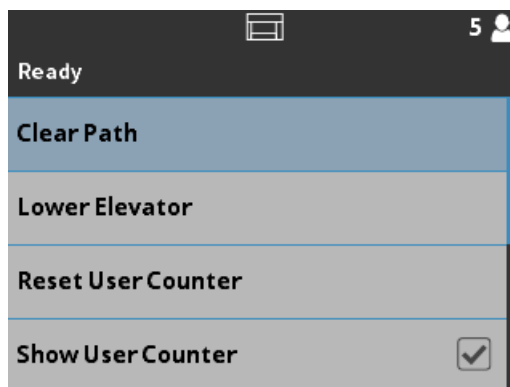 5
Ready
Clear Path
Lower Elevator
Reset User Counter
Show User Counter